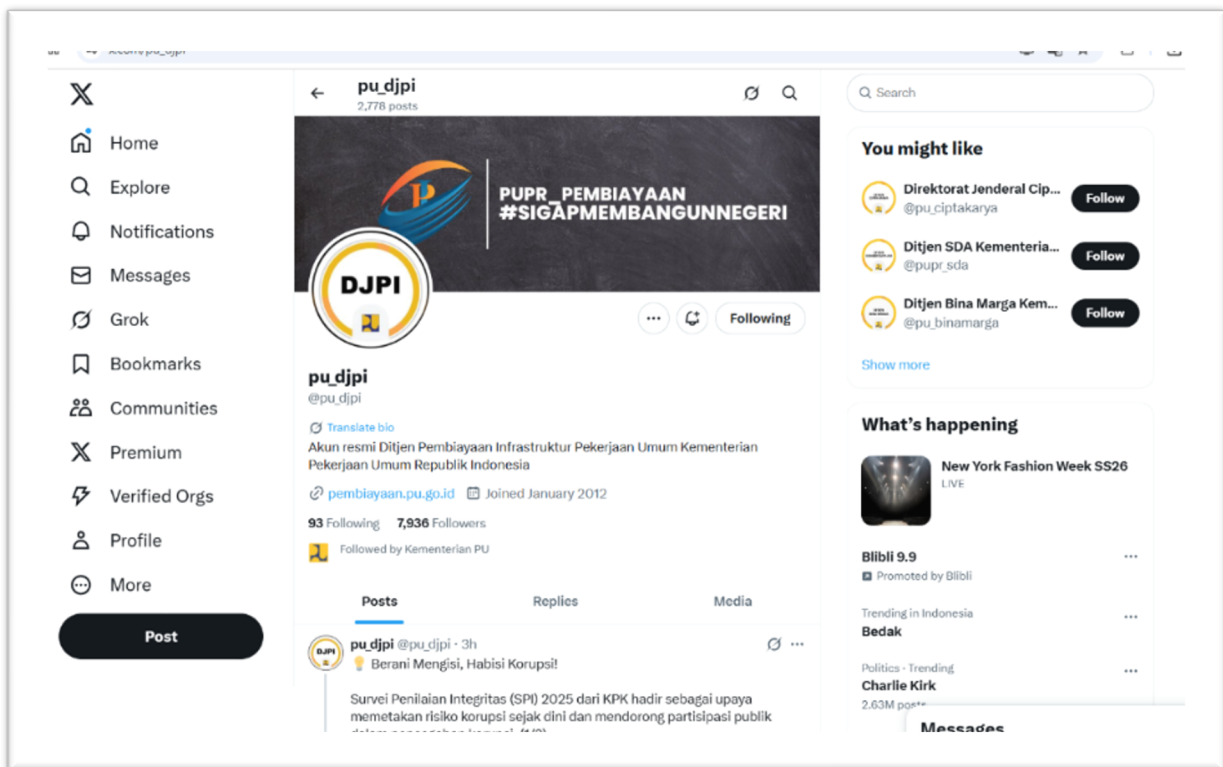 X
Home
Explore
Notifications
Messages
Grok
Bookmarks
Communities
Premium
Verified Orgs
Profile
More
Post
pu_djpi
2,778 posts
PUPR_PEMBIAYAAN
#SIGAPMEMBANGUNNEGERI
DJPI
Following
pu_djpi
@pu_djpi
Translate bio
Akun resmi Ditjen Pembiayaan Infrastruktur Pekerjaan Umum Kementerian
Pekerjaan Umum Republik Indonesia
pembiayaan.pu.go.id Joined January 2012
93 Following 7,936 Followers
Followed by Kementerian PU
Posts Replies Media
DJPI
pu_djpi @pu_djpi · 3h
Berani Mengisi, Habisi Korupsi!
Survei Penilaian Integritas (SPI) 2025 dari KPK hadir sebagai upaya
memetakan risiko korupsi sejak dini dan mendorong partisipasi publik
Search
You might like
Direktorat Jenderal Cip...
@pu_ciptakarya
Follow
Ditjen SDA Kementeria...
@pupr_sda
Follow
Ditjen Bina Marga Kem...
@pu_binamarga
Follow
Show more
What's happening
New York Fashion Week SS26
LIVE
Blibli 9.9
Promoted by Blibli
Trending in Indonesia
Bedak
Politics · Trending
Charlie Kirk
2.63M posts
Messages